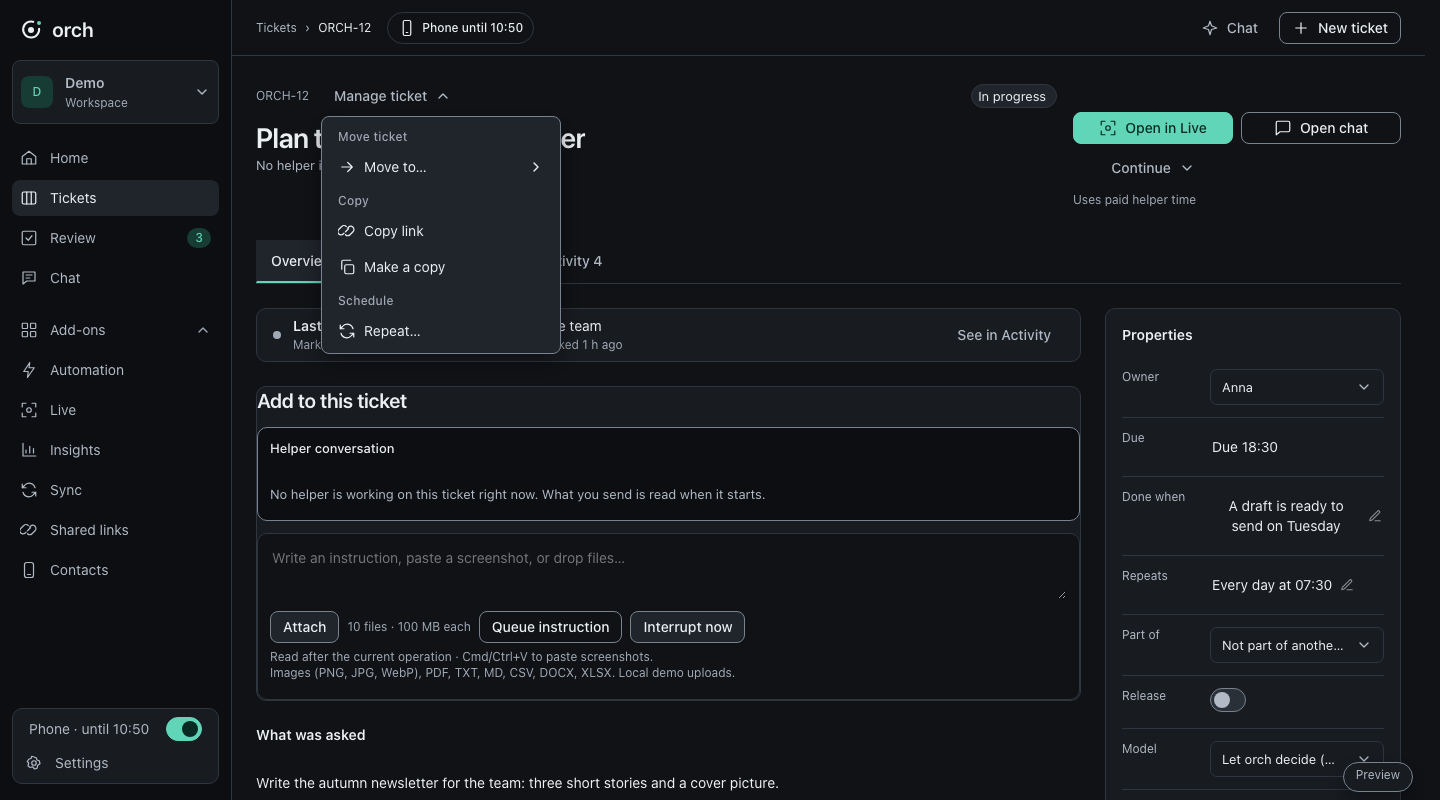 orch
Tickets › ORCH-12
Phone until 10:50
Chat
New ticket
D
Demo
Workspace
Home
Tickets
Review
3
Chat
Add-ons
Automation
Live
Insights
Sync
Shared links
Contacts
Phone · until 10:50
Settings
ORCH-12
Manage ticket
In progress
Plan
No helper
Open in Live
Open chat
Continue
Uses paid helper time
Move ticket
Move to...
Copy
Copy link
Make a copy
Schedule
Repeat...
4
Last
team
1 h ago
See in Activity
Add to this ticket
Helper conversation
No helper is working on this ticket right now. What you send is read when it starts.
Write an instruction, paste a screenshot, or drop files...
Attach
10 files · 100 MB each
Queue instruction
Interrupt now
Read after the current operation · Cmd/Ctrl+V to paste screenshots.
Images (PNG, JPG, WebP), PDF, TXT, MD, CSV, DOCX, XLSX. Local demo uploads.
What was asked
Write the autumn newsletter for the team: three short stories and a cover picture.
Properties
Owner
Anna
Due
Due 18:30
Done when
A draft is ready to
send on Tuesday
Repeats
Every day at 07:30
Part of
Not part of anothe...
Release
Model
Let orch decide (...
Preview